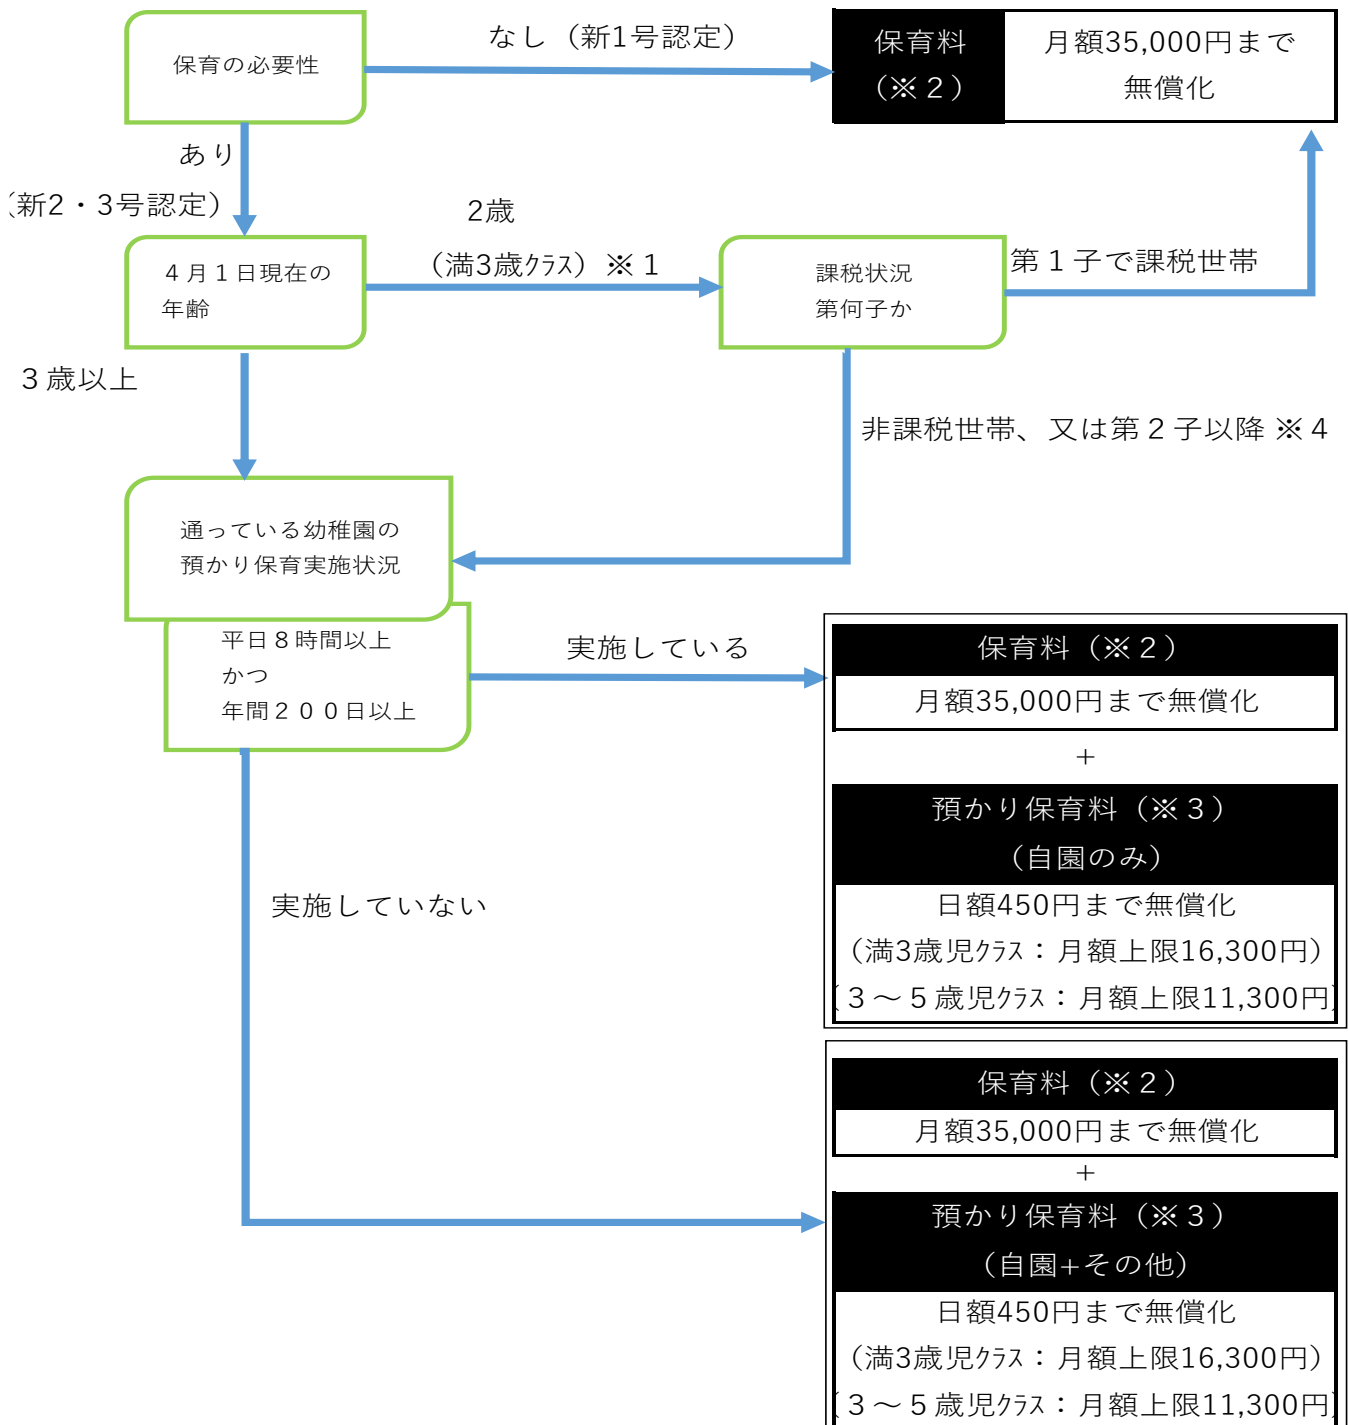 保育の必要性
なし（新1号認定）
保育料
（※２）
月額35,000円まで
無償化
あり
（新2・3号認定）
４月１日現在の
年齢
2歳
（満3歳ｸﾗｽ）※１
課税状況
第何子か
第１子で課税世帯
３歳以上
非課税世帯、又は第２子以降 ※４
通っている幼稚園の
預かり保育実施状況
平日８時間以上
かつ
年間２００日以上
実施している
保育料（※２）
月額35,000円まで無償化
＋
預かり保育料（※３）
（自園のみ）
日額450円まで無償化
（満3歳児ｸﾗｽ：月額上限16,300円）
（３～５歳児ｸﾗｽ：月額上限11,300円）
実施していない
保育料（※２）
月額35,000円まで無償化
＋
預かり保育料（※３）
（自園+その他）
日額450円まで無償化
（満3歳児ｸﾗｽ：月額上限16,300円）
（３～５歳児ｸﾗｽ：月額上限11,300円）